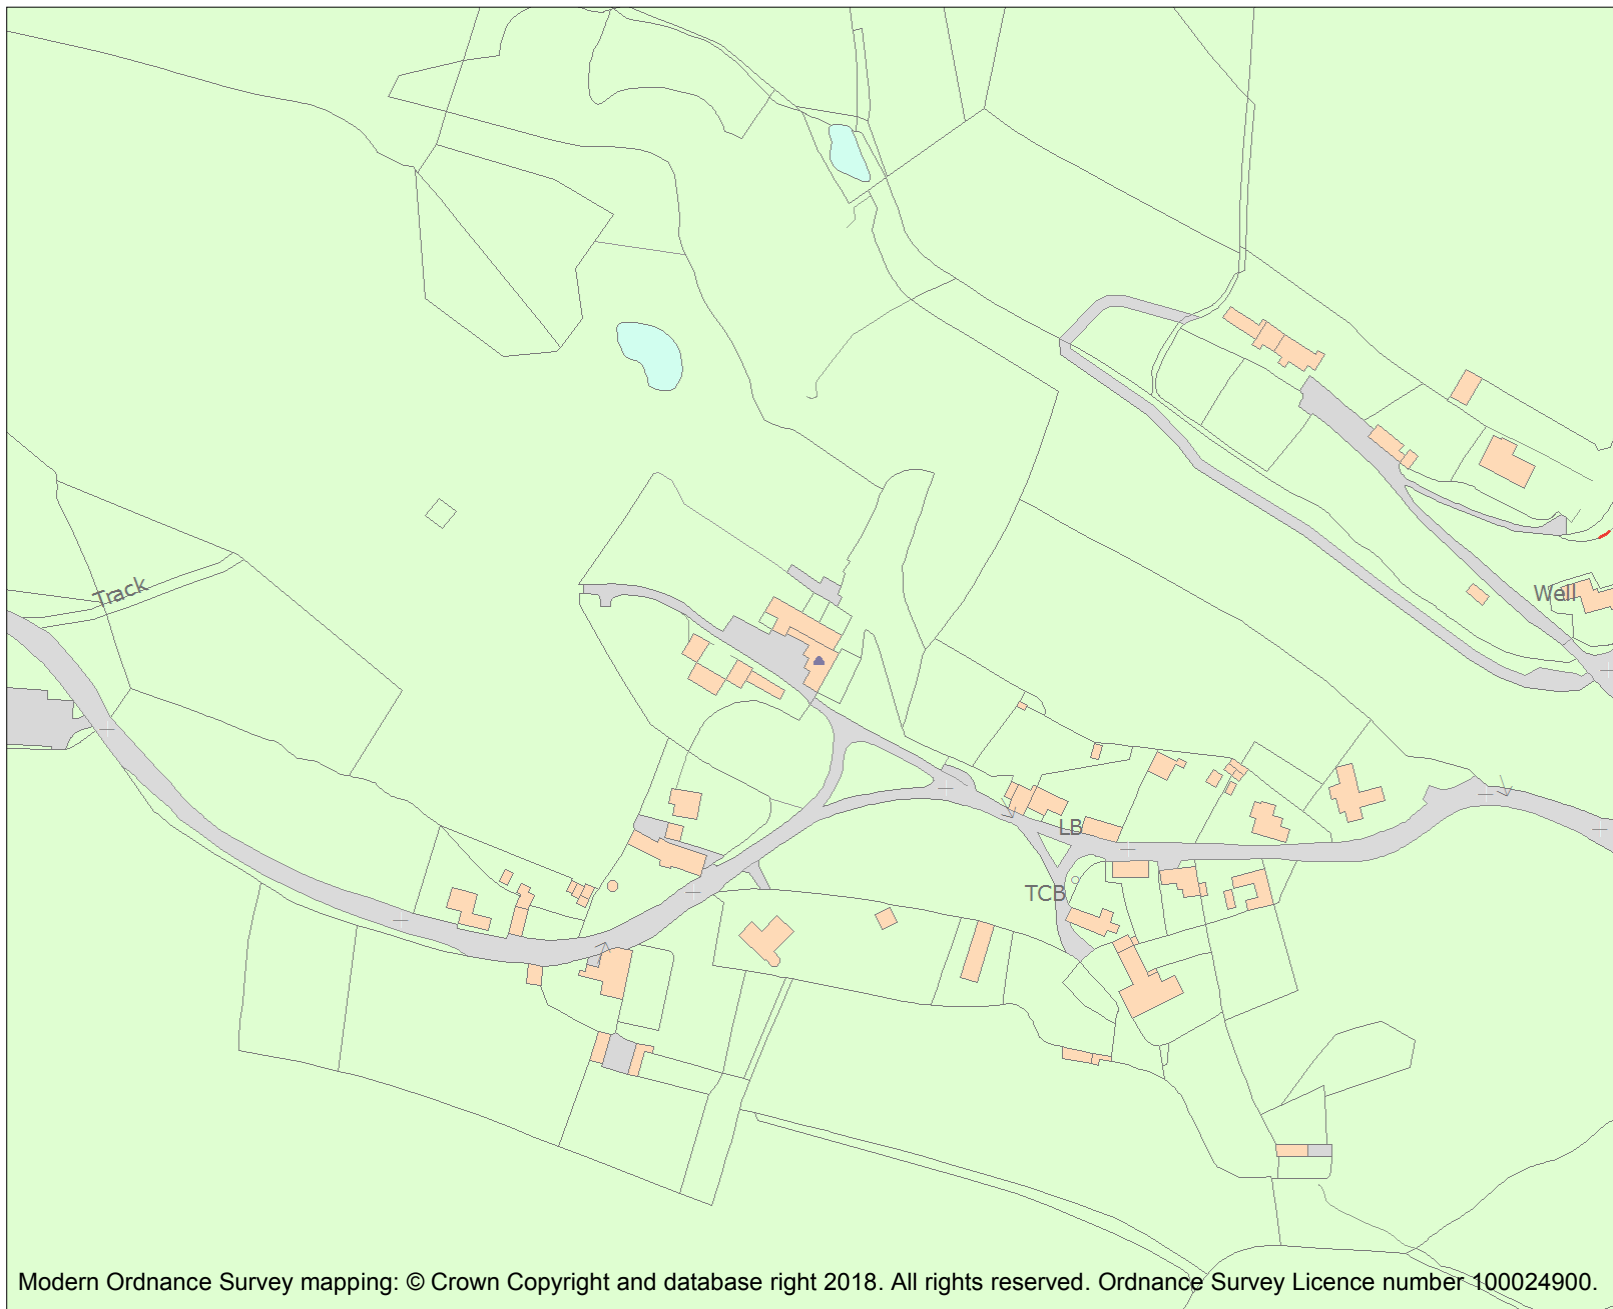 Track
Well
LB
TCB
Modern Ordnance Survey mapping: © Crown Copyright and database right 2018. All rights reserved. Ordnance Survey Licence number 100024900.